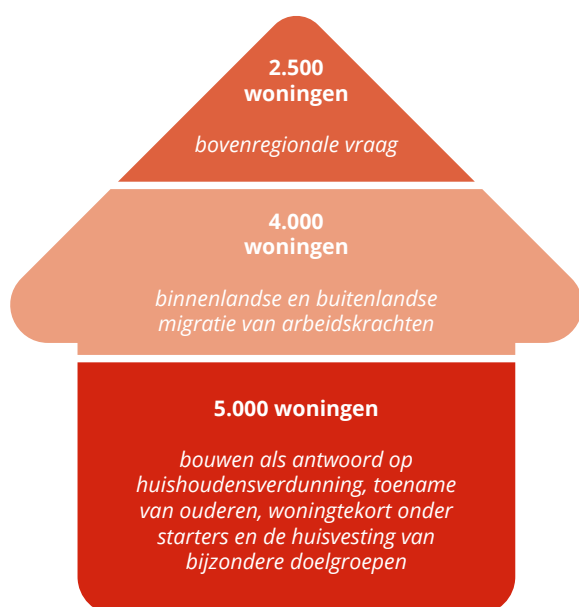 2.500
woningen
bovenregionale vraag
4.000
woningen
binnenlandse en buitenlandse
migratie van arbeidskrachten
5.000 woningen
bouwen als antwoord op
huishoudensverdunning, toename
van ouderen, woningtekort onder
starters en de huisvesting van
bijzondere doelgroepen